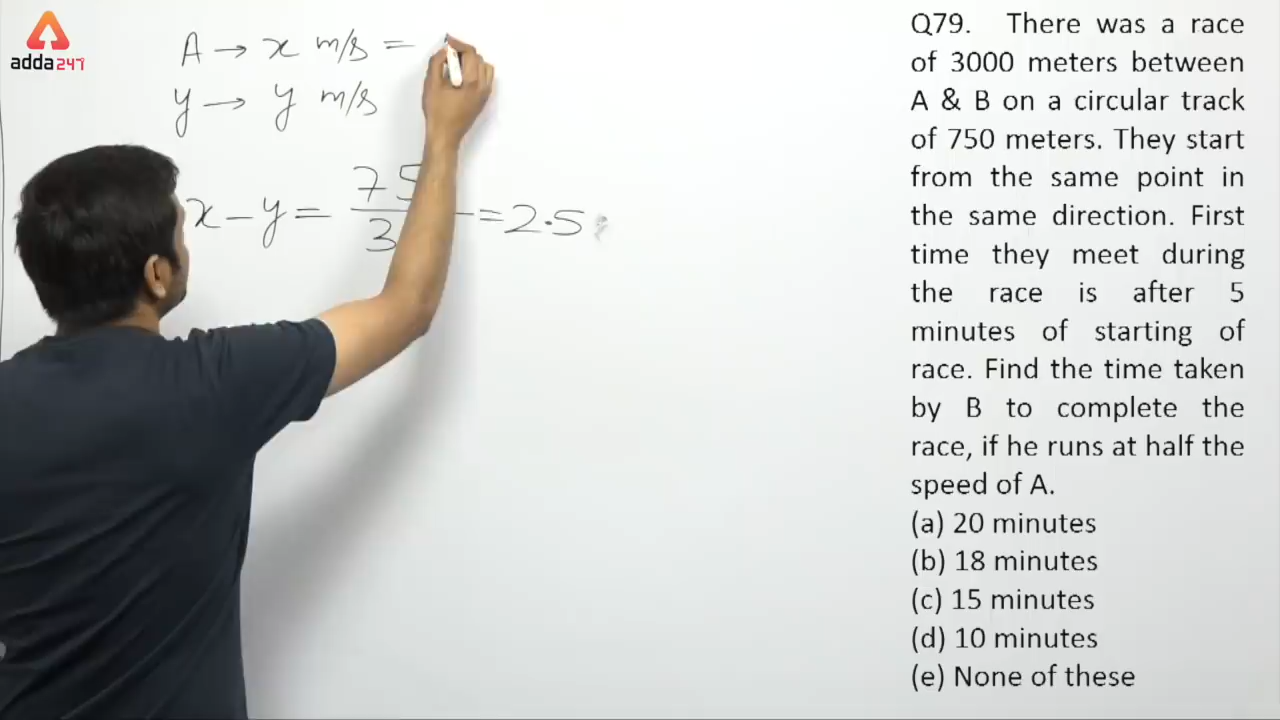 adda247
A → x m/s =
y → y m/s
x - y = 75 = 2.5
3
Q79. There was a race
of 3000 meters between
A & B on a circular track
of 750 meters. They start
from the same point in
the same direction. First
time they meet during
the race is after 5
minutes of starting of
race. Find the time taken
by B to complete the
race, if he runs at half the
speed of A.
(a) 20 minutes
(b) 18 minutes
(c) 15 minutes
(d) 10 minutes
(e) None of these